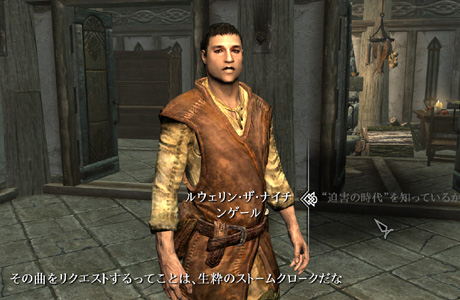 ルウェリン・ザ・ナイチ
ンゲール
“迫害の時代”を知っているか
その曲をリクエストするってことは、生粋のストームクロークだな